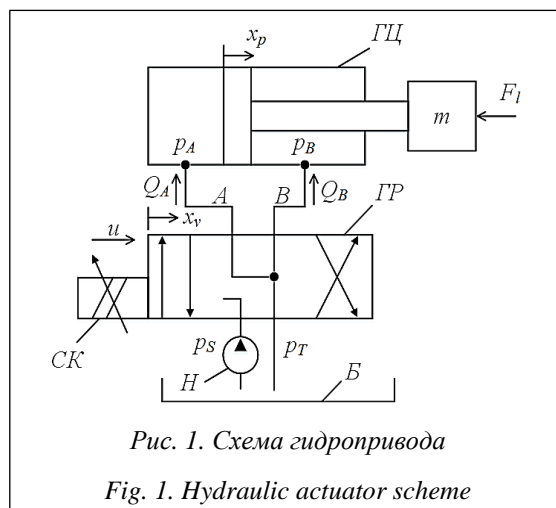 x_p
ГЦ
F_l
m
p_A
p_B
Q_A
A
B
Q_B
ГР
x_v
u
СК
p_S
Н
p_T
Б
Рис. 1. Схема гидропривода
Fig. 1. Hydraulic actuator scheme